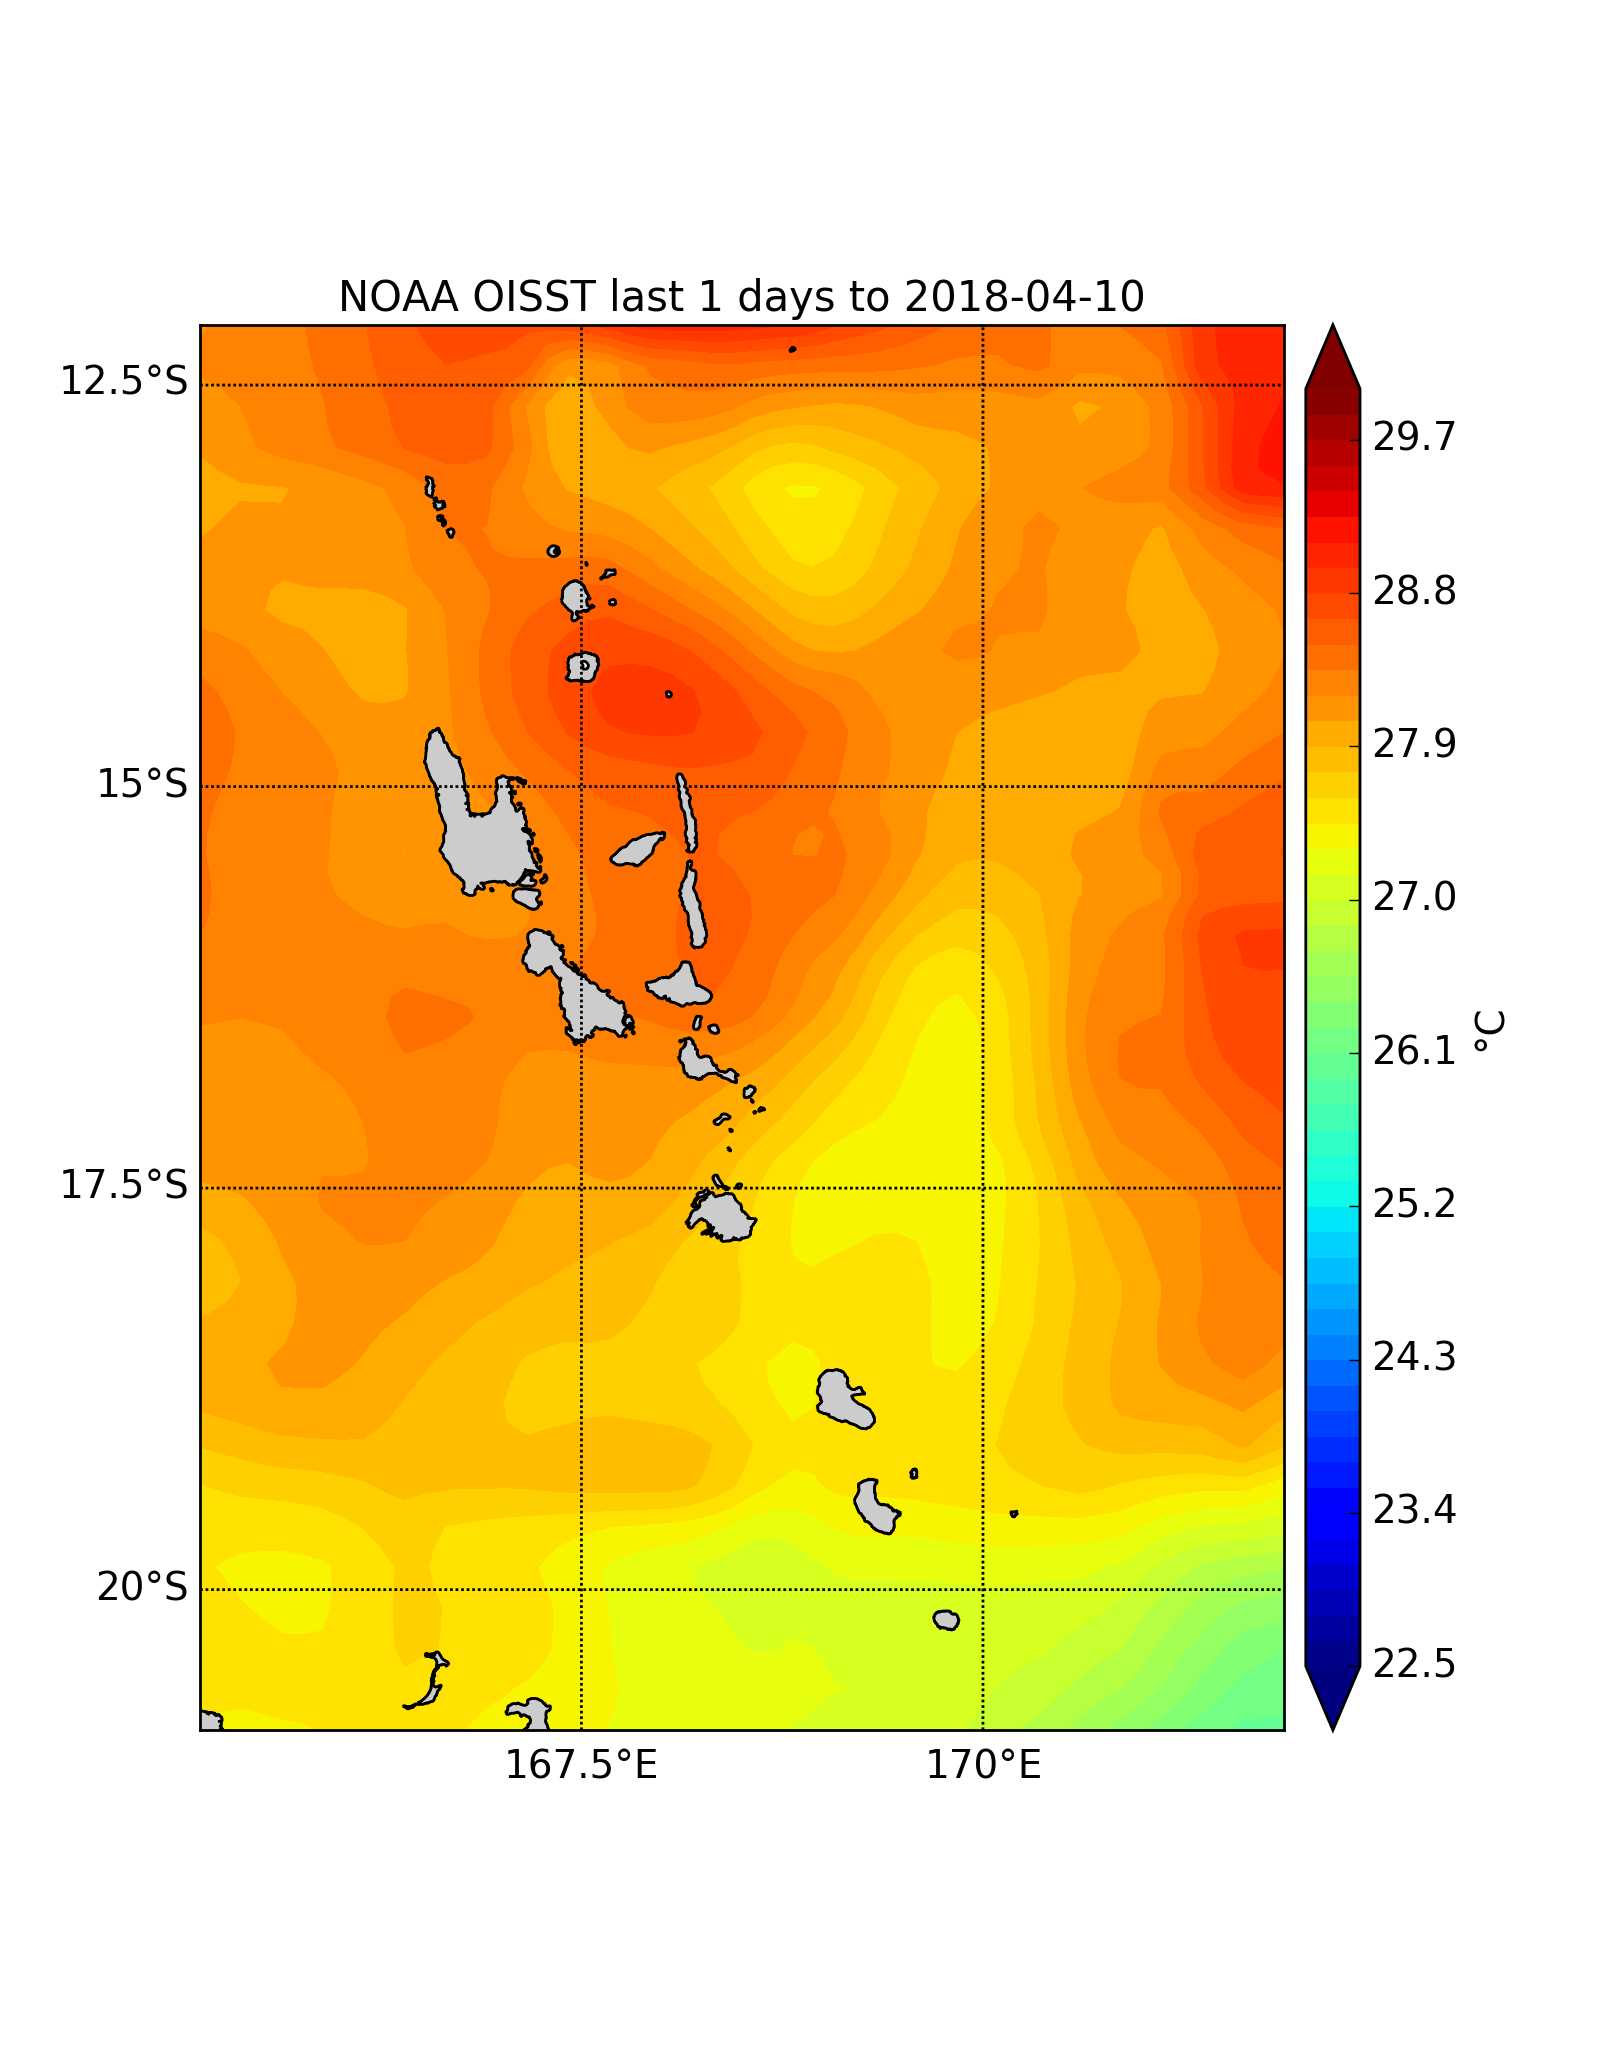 NOAA OISST last 1 days to 2018-04-10
12.5°S
15°S
17.5°S
20°S
167.5°E
170°E
29.7
28.8
27.9
27.0
26.1
25.2
24.3
23.4
22.5
°C